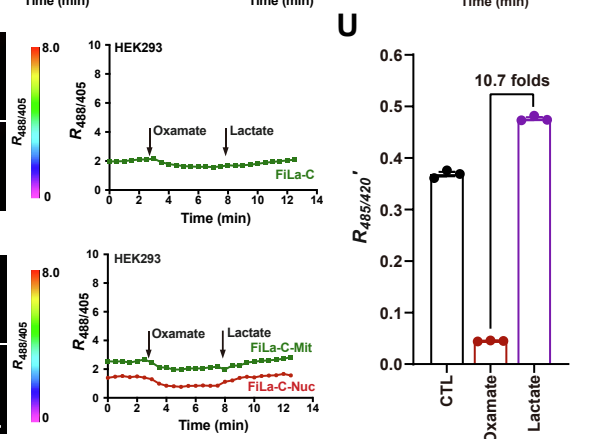 Time (min)
Time (min)
Time (min)
8.0
R488/405
0
10
8
6
4
2
0
R488/405
HEK293
Oxamate
Lactate
FiLa-C
0 2 4 6 8 10 12 14
Time (min)
8.0
R488/405
0
10
8
6
4
2
0
R488/405
HEK293
Oxamate
Lactate
FiLa-C-Mit
FiLa-C-Nuc
0 2 4 6 8 10 12 14
Time (min)
U
0.6
0.5
0.4
0.3
0.2
0.1
0.0
R485/420'
10.7 folds
CTL
Oxamate
Lactate